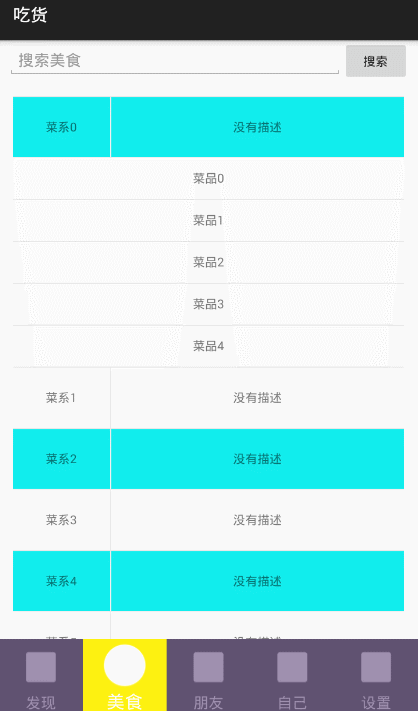 吃货
搜索美食 搜索
菜系0 没有描述
菜品0
菜品1
菜品2
菜品3
菜品4
菜系1 没有描述
菜系2 没有描述
菜系3 没有描述
菜系4 没有描述
发现 美食 朋友 自己 设置